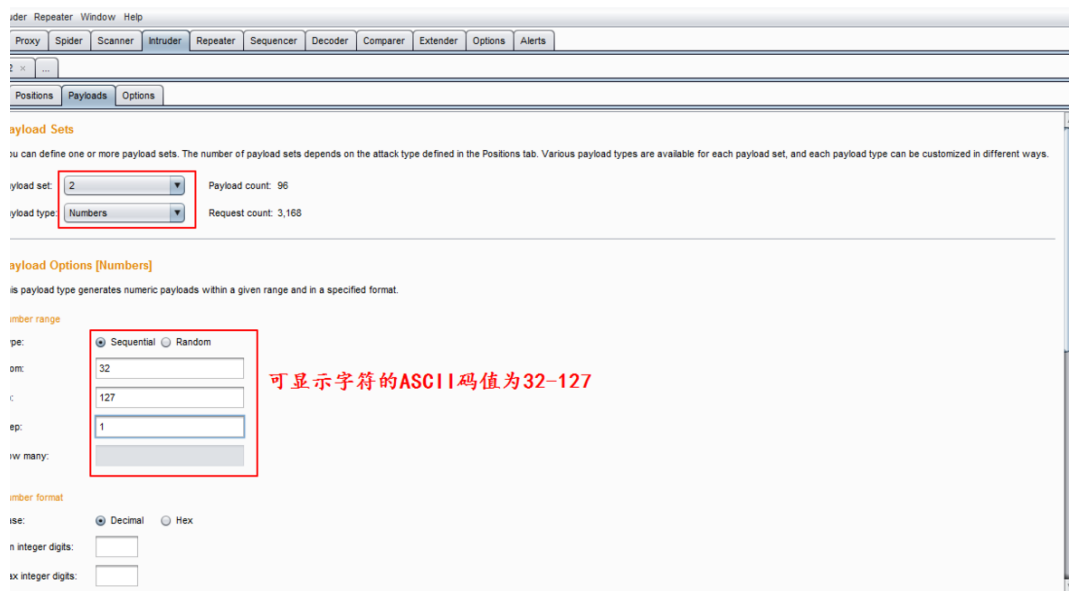 uder Repeater Window Help
Proxy Spider Scanner Intruder Repeater Sequencer Decoder Comparer Extender Options Alerts
2 × ...
Positions Payloads Options
ayload Sets
ou can define one or more payload sets. The number of payload sets depends on the attack type defined in the Positions tab. Various payload types are available for each payload set, and each payload type can be customized in different ways.
yload set: 2 Payload count: 96
yload type: Numbers Request count: 3,168
ayload Options [Numbers]
is payload type generates numeric payloads within a given range and in a specified format.
umber range
pe: Sequential Random
om: 32
可显示字符的ASCII码值为32-127
: 127
ep: 1
ow many:
umber format
ase: Decimal Hex
n integer digits:
ax integer digits: